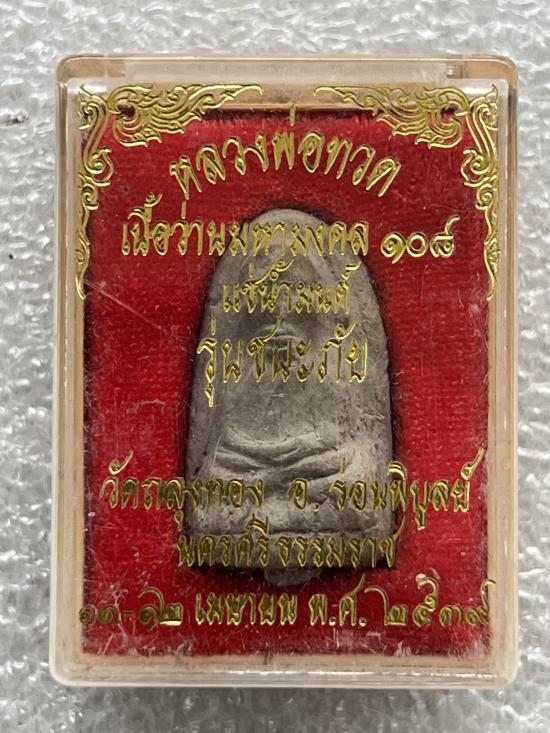 หลวงพ่อทวด
เนื้อว่านมหามงคล ๑๐๘
แช่น้ำมนต์
รุ่นชนะภัย
วัดถลุงทอง อ.ร่อนพิบูลย์
นครศรีธรรมราช
๑๑-๑๒ เมษายน พ.ศ. ๒๕๓๙